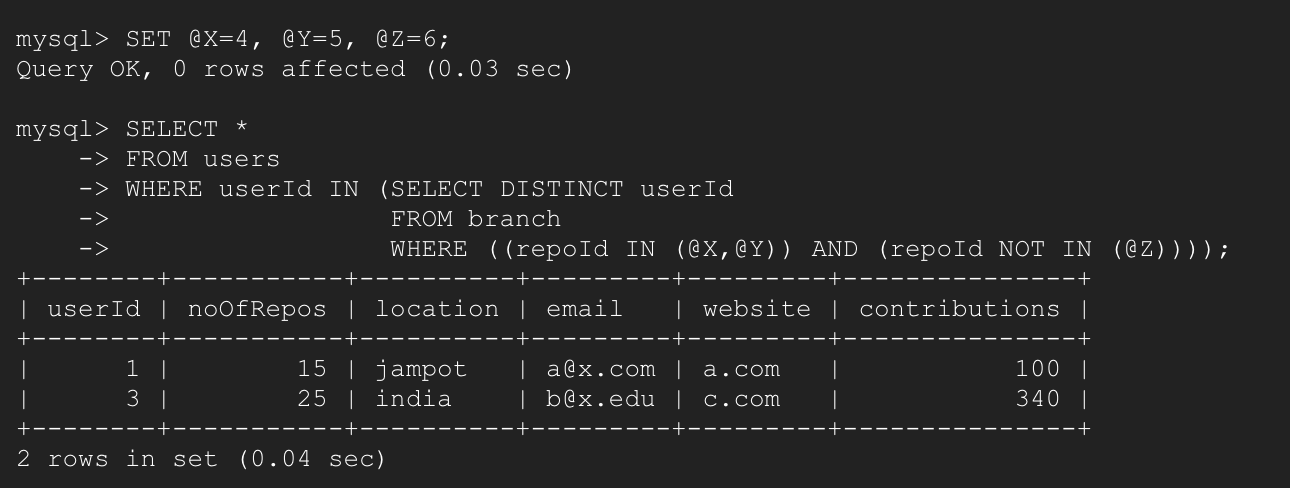 mysql> SET @X=4, @Y=5, @Z=6;
Query OK, 0 rows affected (0.03 sec)

mysql> SELECT *
    -> FROM users
    -> WHERE userId IN (SELECT DISTINCT userId
    ->                  FROM branch
    ->                  WHERE ((repoId IN (@X,@Y)) AND (repoId NOT IN (@Z))));
+--------+-----------+----------+---------+---------+---------------+
| userId | noOfRepos | location | email   | website | contributions |
+--------+-----------+----------+---------+---------+---------------+
|      1 |        15 | jampot   | a@x.com | a.com   |           100 |
|      3 |        25 | india    | b@x.edu | c.com   |           340 |
+--------+-----------+----------+---------+---------+---------------+
2 rows in set (0.04 sec)